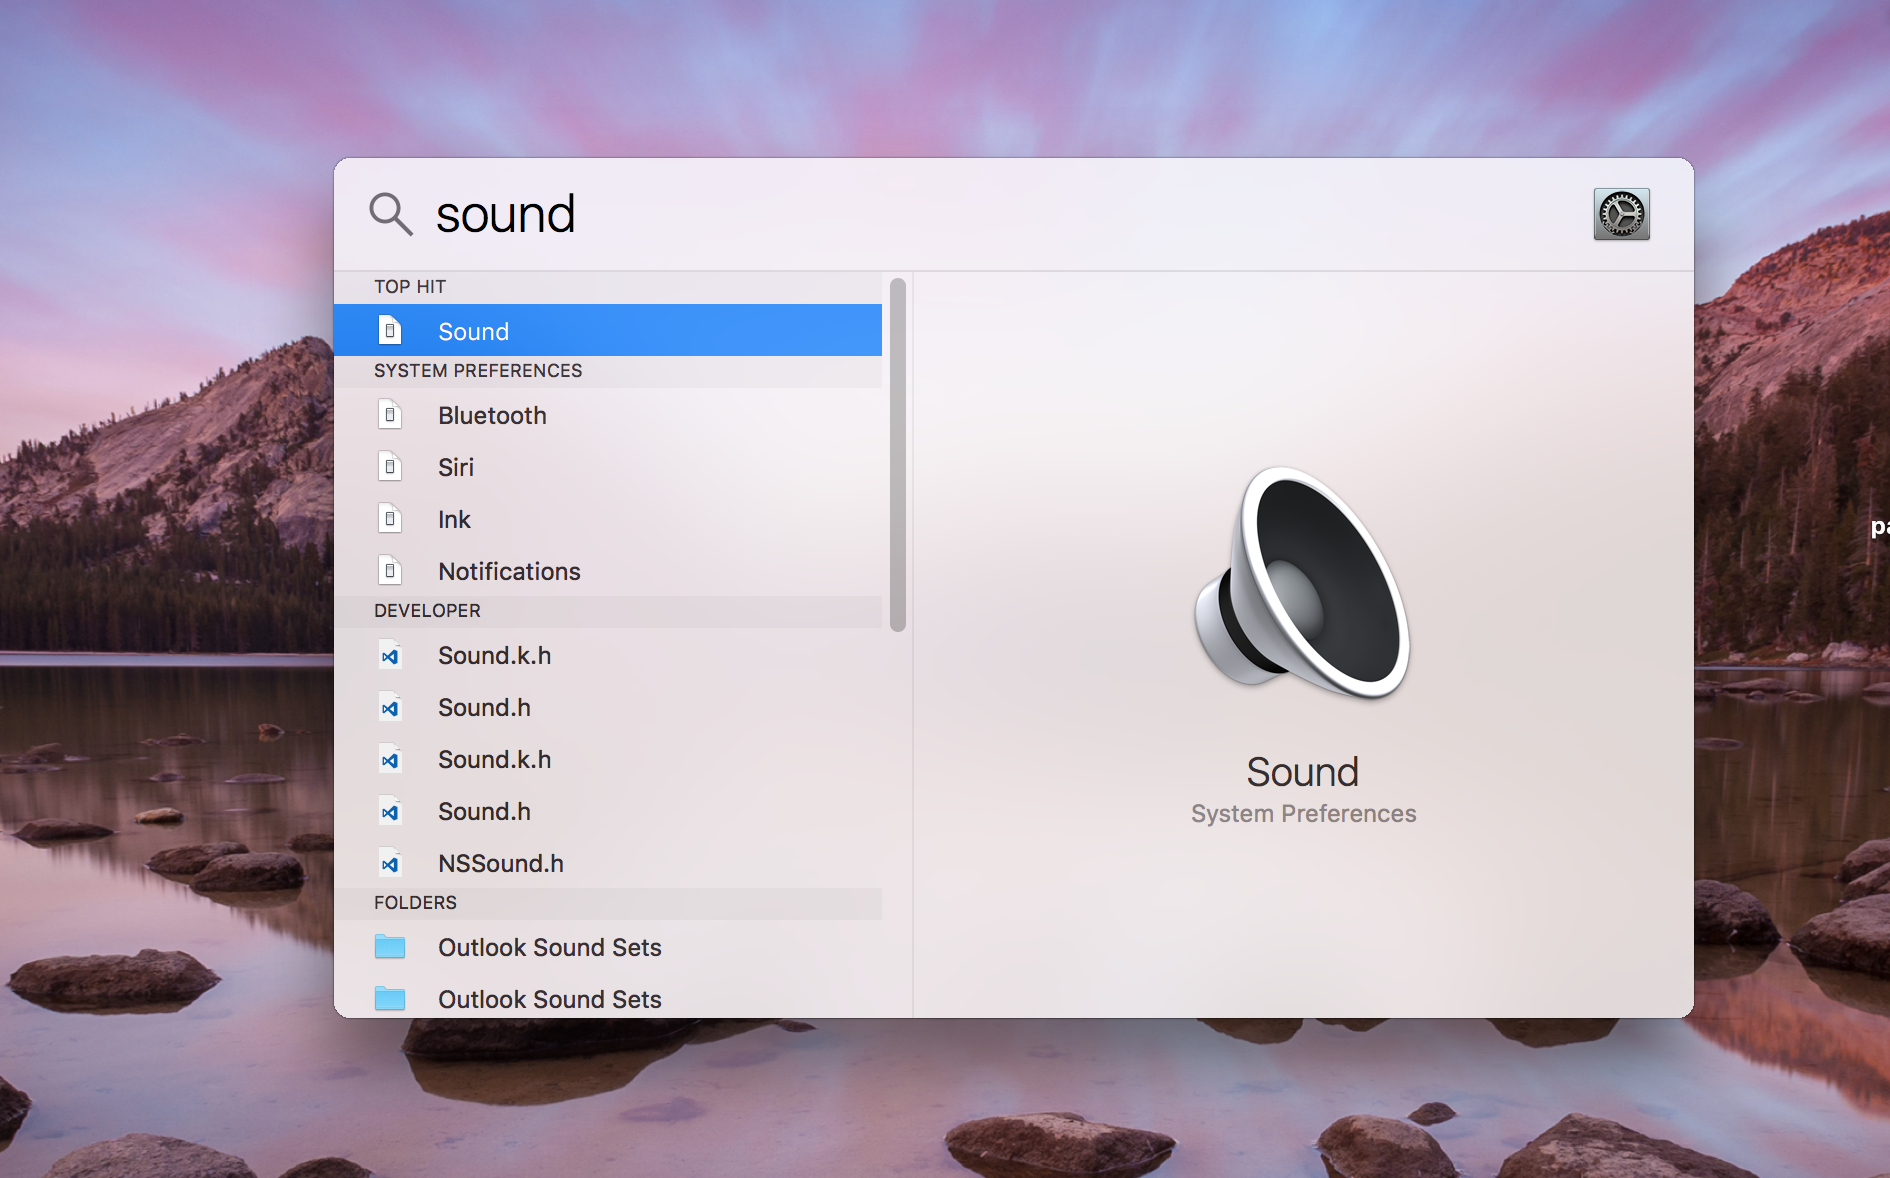 sound
TOP HIT
Sound
SYSTEM PREFERENCES
Bluetooth
Siri
Ink
Notifications
DEVELOPER
Sound.k.h
Sound.h
Sound.k.h
Sound.h
NSSound.h
FOLDERS
Outlook Sound Sets
Outlook Sound Sets
Sound
System Preferences